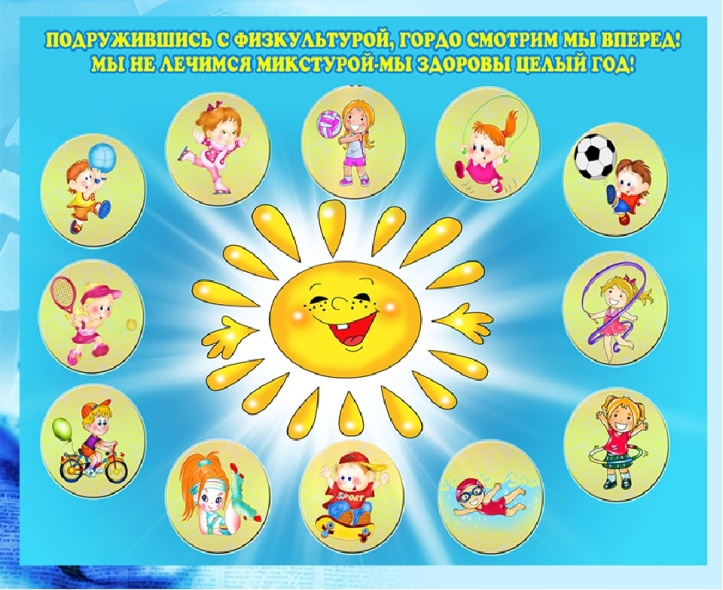 ПОДРУЖИВШИСЬ С ФИЗКУЛЬТУРОЙ, ГОРДО СМОТРИМ МЫ ВПЕРЕД!
МЫ НЕ ЛЕЧИМСЯ МИКСТУРОЙ-МЫ ЗДОРОВЫ ЦЕЛЫЙ ГОД!
SPORT